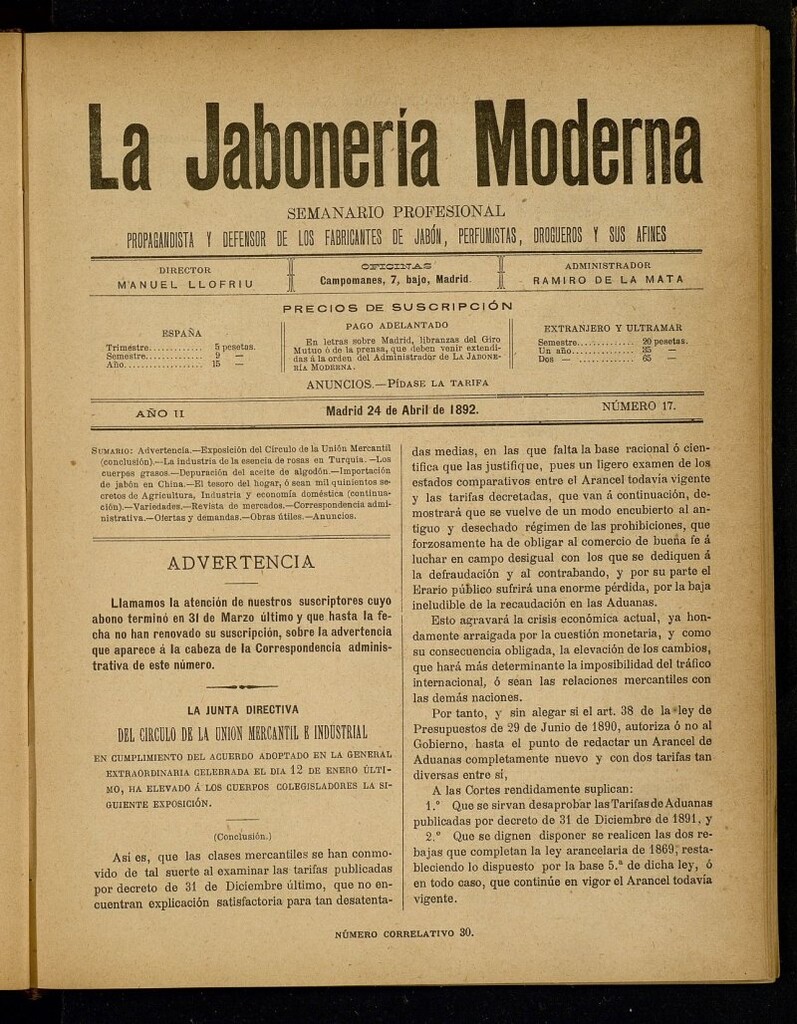 La Jabonería Moderna
SEMANARIO PROFESIONAL
PROPAGANDISTA Y DEFENSOR DE LOS FABRICANTES DE JABÓN, PERFUMISTAS, DROGUEROS Y SUS AFINES
DIRECTOR
MANUEL LLOFRIU
OFICINAS
Campomanes, 7, bajo, Madrid.
ADMINISTRADOR
RAMIRO DE LA MATA
PRECIOS DE SUSCRIPCIÓN
ESPAÑA
Trimestre............ 5 pesetas.
Semestre............. 9 —
Año.................. 15 —
PAGO ADELANTADO
En letras sobre Madrid, libranzas del Giro
Mutuo ó de la prensa, que deben venir extendi-
das á la orden del Administrador de LA JABONE-
RÍA MODERNA.
EXTRANJERO Y ULTRAMAR
Semestre............. 20 pesetas.
Un año............... 35 —
Dos — ............. 65 —
ANUNCIOS.—PÍDASE LA TARIFA
AÑO II
Madrid 24 de Abril de 1892.
NÚMERO 17.
SUMARIO: Advertencia.—Exposición del Círculo de la Unión Mercantil
(conclusión).—La industria de la esencia de rosas en Turquía.—Los
cuerpos grasos.—Depuración del aceite de algodón.—Importación
de jabón en China.—El tesoro del hogar, ó sean mil quinientos se-
cretos de Agricultura, Industria y economía doméstica (continua-
ción).—Variedades.—Revista de mercados.—Correspondencia admi-
nistrativa.—Ofertas y demandas.—Obras útiles.—Anuncios.
ADVERTENCIA
Llamamos la atención de nuestros suscriptores cuyo
abono terminó en 31 de Marzo último y que hasta la fe-
cha no han renovado su suscripción, sobre la advertencia
que aparece á la cabeza de la Correspondencia adminis-
trativa de este número.
LA JUNTA DIRECTIVA
DEL CIRCULO DE LA UNION MERCANTIL E INDUSTRIAL
EN CUMPLIMIENTO DEL ACUERDO ADOPTADO EN LA GENERAL
EXTRAORDINARIA CELEBRADA EL DIA 12 DE ENERO ÚLTI-
MO, HA ELEVADO Á LOS CUERPOS COLEGISLADORES LA SI-
GUIENTE EXPOSICIÓN.
(Conclusión.)
Así es, que las clases mercantiles se han conmo-
vido de tal suerte al examinar las tarifas publicadas
por decreto de 31 de Diciembre último, que no en-
cuentran explicación satisfactoria para tan desatenta-
das medias, en las que falta la base racional ó cien-
tífica que las justifique, pues un ligero examen de los
estados comparativos entre el Arancel todavía vigente
y las tarifas decretadas, que van á continuación, de-
mostrará que se vuelve de un modo encubierto al an-
tiguo y desechado régimen de las prohibiciones, que
forzosamente ha de obligar al comercio de buena fe á
luchar en campo desigual con los que se dediquen á
la defraudación y al contrabando, y por su parte el
Erario público sufrirá una enorme pérdida, por la baja
ineludible de la recaudación en las Aduanas.
Esto agravará la crisis económica actual, ya hon-
damente arraigada por la cuestión monetaria, y como
su consecuencia obligada, la elevación de los cambios,
que hará más determinante la imposibilidad del tráfico
internacional, ó sean las relaciones mercantiles con
las demás naciones.
Por tanto, y sin alegar si el art. 38 de la ley de
Presupuestos de 29 de Junio de 1890, autoriza ó no al
Gobierno, hasta el punto de redactar un Arancel de
Aduanas completamente nuevo y con dos tarifas tan
diversas entre sí,
A las Cortes rendidamente suplican:
1.º Que se sirvan desaprobar las Tarifas de Aduanas
publicadas por decreto de 31 de Diciembre de 1891, y
2.º Que se dignen disponer se realicen las dos re-
bajas que completan la ley arancelaria de 1869, resta-
bleciendo lo dispuesto por la base 5.ª de dicha ley, ó
en todo caso, que continúe en vigor el Arancel todavía
vigente.
NÚMERO CORRELATIVO 30.